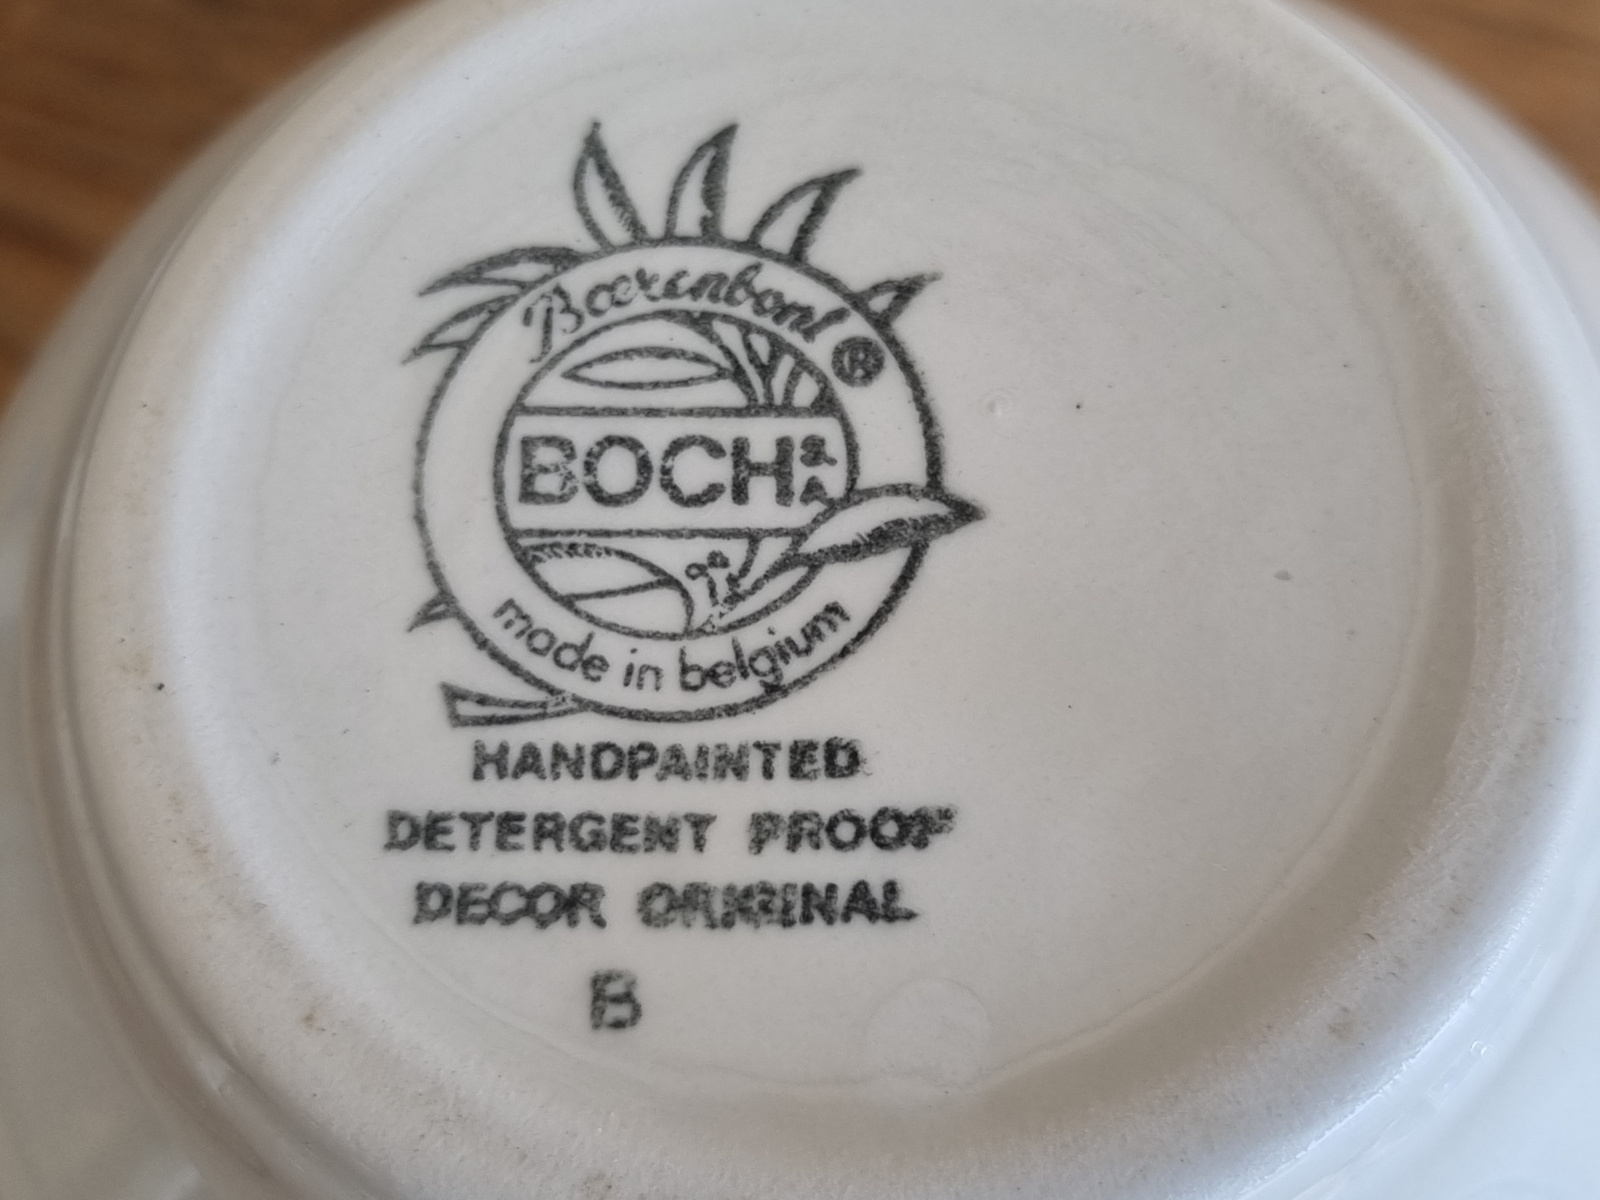 Boerenbont ®
BOCH S.A
made in belgium
HANDPAINTED
DETERGENT PROOF
DECOR ORIGINAL
B